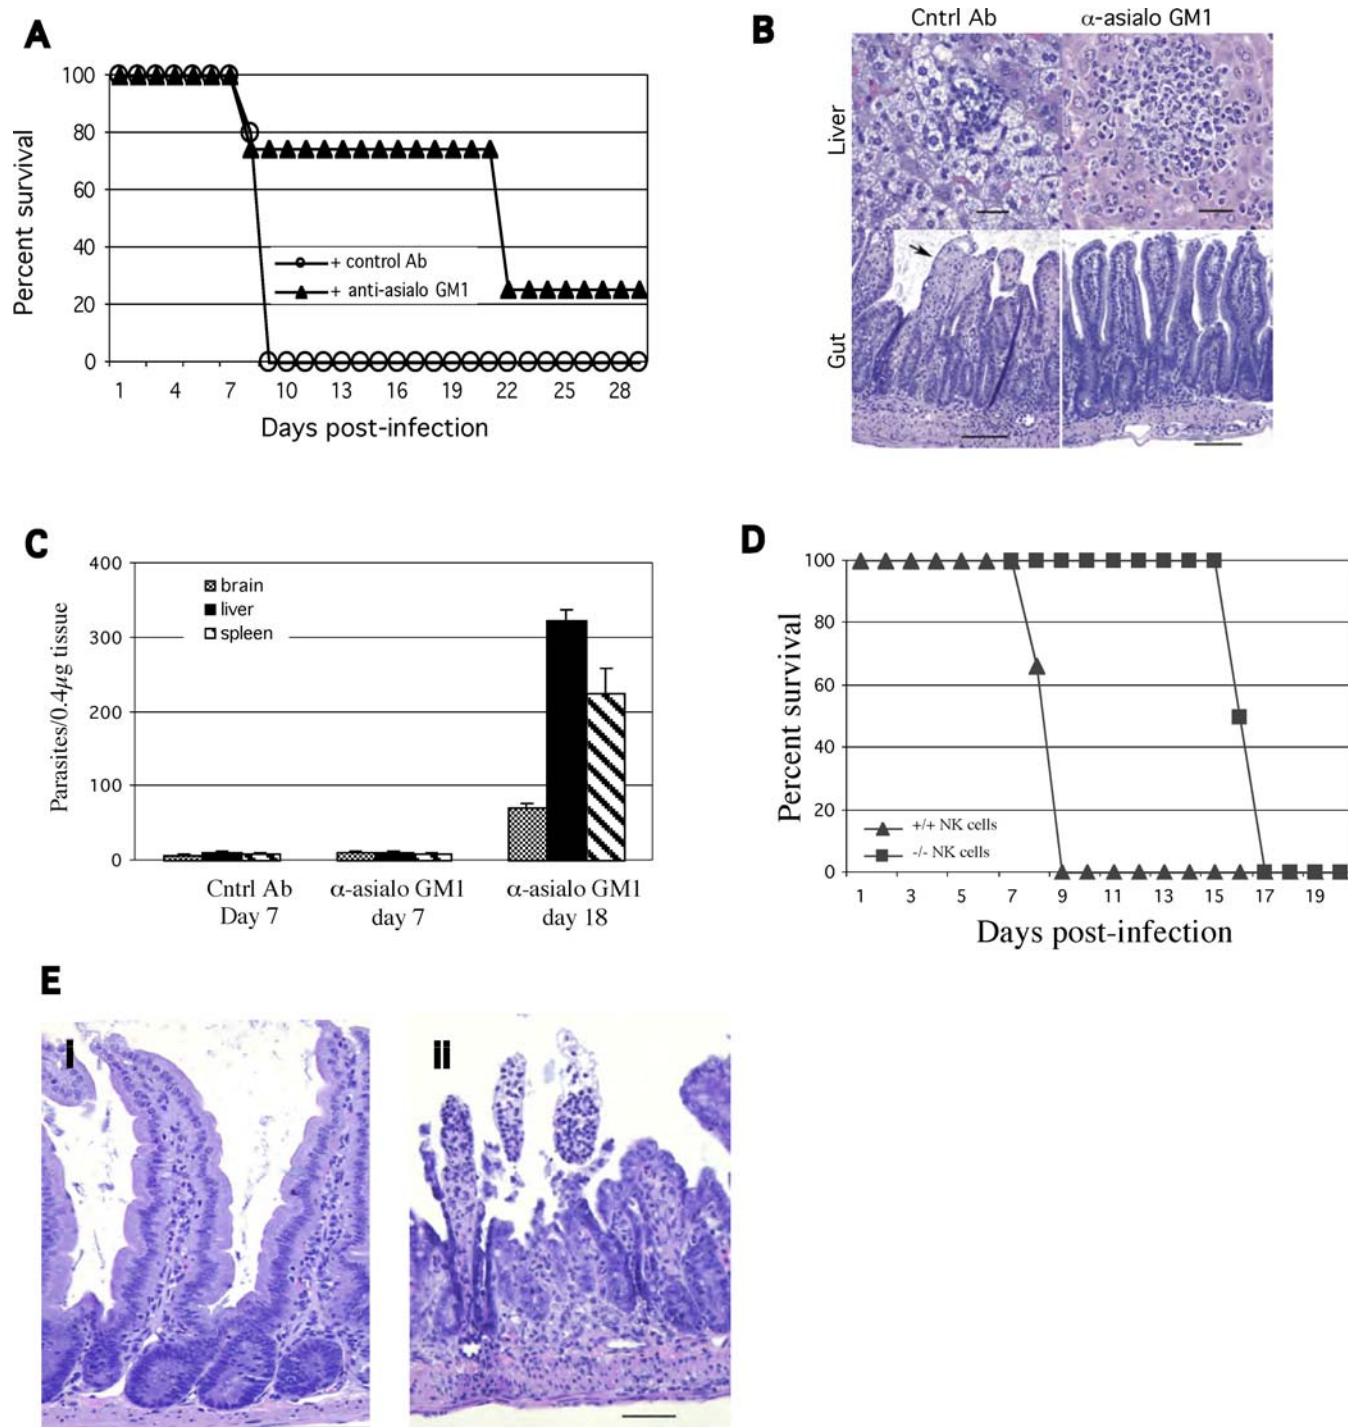 A
100
80
60
40
20
0
Percent survival
+ control Ab
+ anti-asialo GM1
1 4 7 10 13 16 19 22 25 28
Days post-infection
B
Cntrl Ab α-asialo GM1
Liver
Gut
C
400
300
200
100
0
Parasites/0.4µg tissue
brain
liver
spleen
Cntrl Ab α-asialo GM1 α-asialo GM1
Day 7 day 7 day 18
D
100
80
60
40
20
0
Percent survival
+/+ NK cells
-/- NK cells
1 3 5 7 9 11 13 15 17 19
Days post-infection
E
i ii